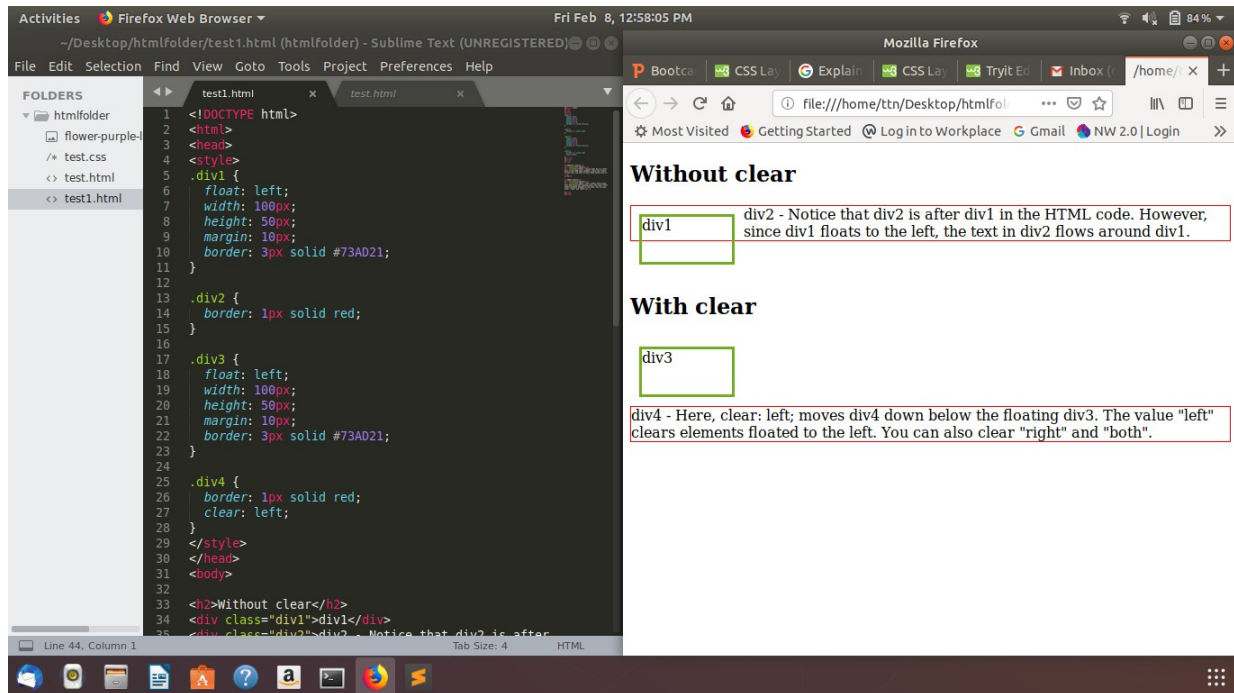 Activities Firefox Web Browser Fri Feb 8, 12:58:05 PM 84%
~/Desktop/htmlfolder/test1.html (htmlfolder) - Sublime Text (UNREGISTERED)
File Edit Selection Find View Goto Tools Project Preferences Help
FOLDERS
htmlfolder
flower-purple-l
/* test.css
<> test.html
<> test1.html
test1.html × test.html ×
1 <!DOCTYPE html>
2 <html>
3 <head>
4 <style>
5 .div1 {
6 float: left;
7 width: 100px;
8 height: 50px;
9 margin: 10px;
10 border: 3px solid #73AD21;
11 }
12
13 .div2 {
14 border: 1px solid red;
15 }
16
17 .div3 {
18 float: left;
19 width: 100px;
20 height: 50px;
21 margin: 10px;
22 border: 3px solid #73AD21;
23 }
24
25 .div4 {
26 border: 1px solid red;
27 clear: left;
28 }
29 </style>
30 </head>
31 <body>
32
33 <h2>Without clear</h2>
34 <div class="div1">div1</div>
35 <div class="div2">div2 - Notice that div2 is after
Line 44, Column 1 Tab Size: 4 HTML
Mozilla Firefox
Bootca CSS Lay Explain CSS Lay Tryit Ed Inbox ( /home/ × +
file:///home/ttn/Desktop/htmlfol
Most Visited Getting Started Log in to Workplace Gmail NW 2.0 | Login
Without clear
div1
div2 - Notice that div2 is after div1 in the HTML code. However,
since div1 floats to the left, the text in div2 flows around div1.
With clear
div3
div4 - Here, clear: left; moves div4 down below the floating div3. The value "left"
clears elements floated to the left. You can also clear "right" and "both".